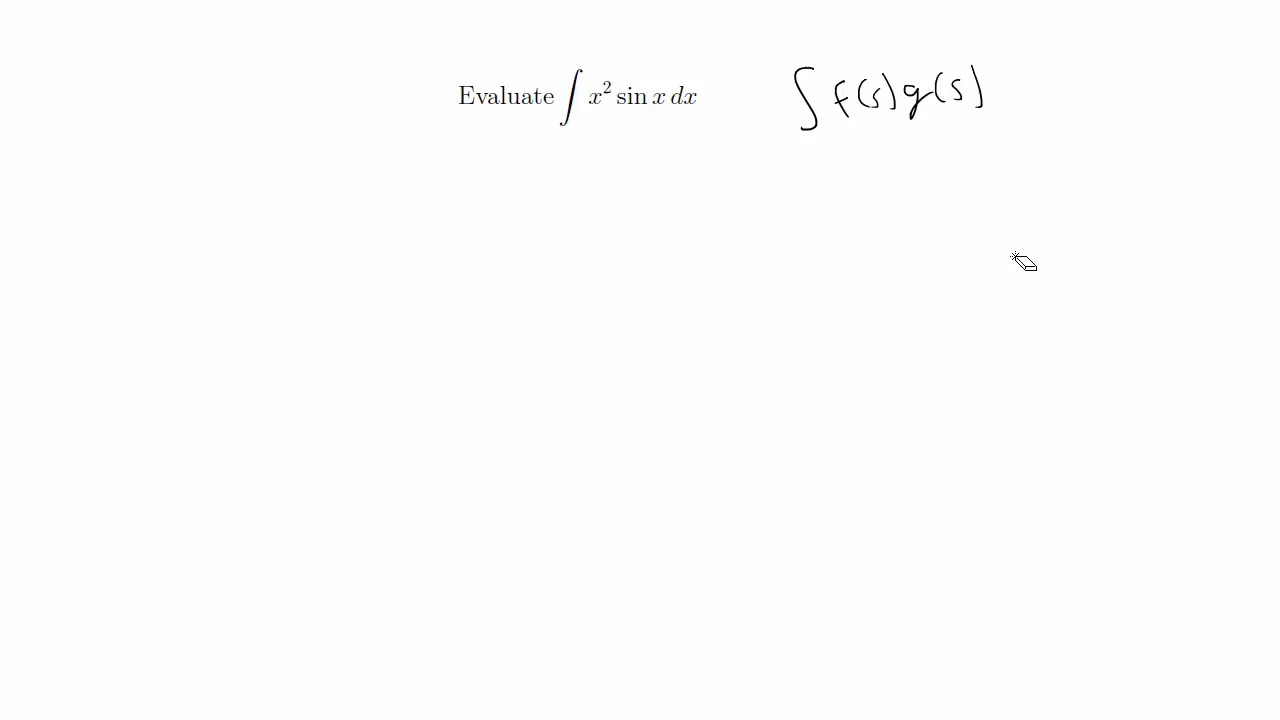 Evaluate ∫ x² sin x dx ∫ f(s) g(s)